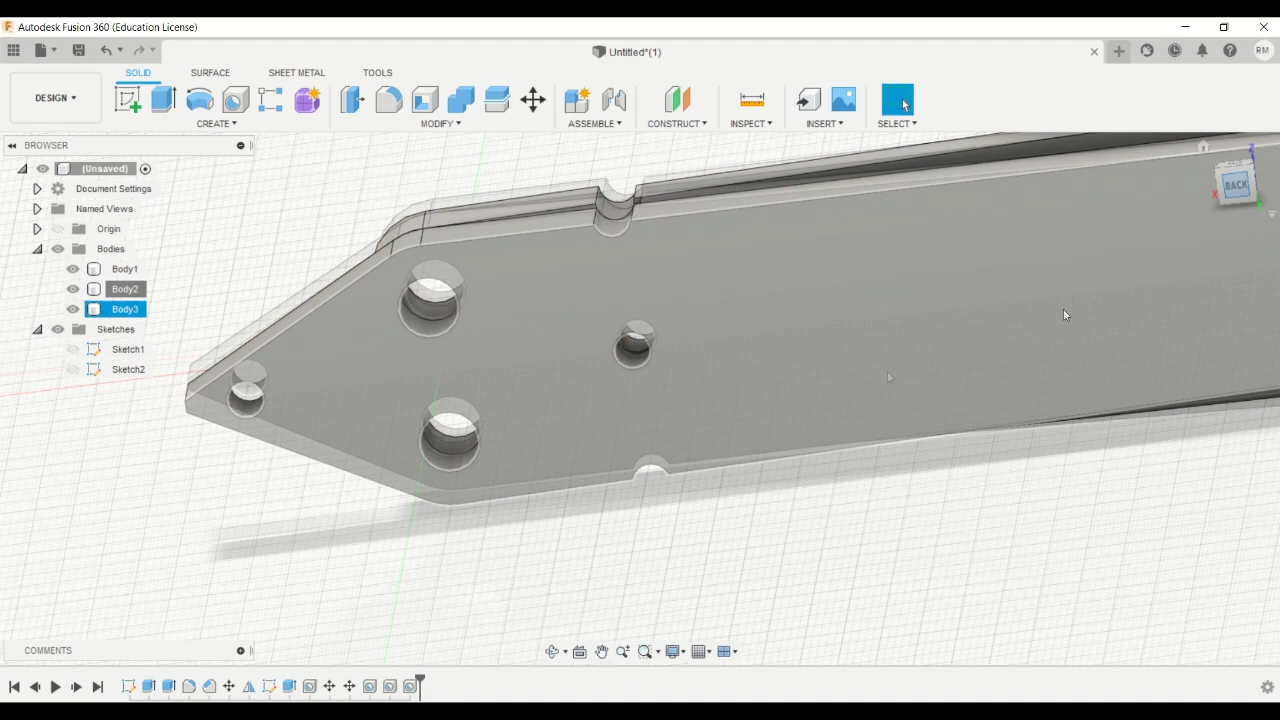 Autodesk Fusion 360 (Education License)
Untitled*(1)
RM
SOLID SURFACE SHEET METAL TOOLS
DESIGN
CREATE MODIFY ASSEMBLE CONSTRUCT INSPECT INSERT SELECT
BROWSER
(Unsaved)
Document Settings
Named Views
Origin
Bodies
Body1
Body2
Body3
Sketches
Sketch1
Sketch2
Z
BACK
X
COMMENTS